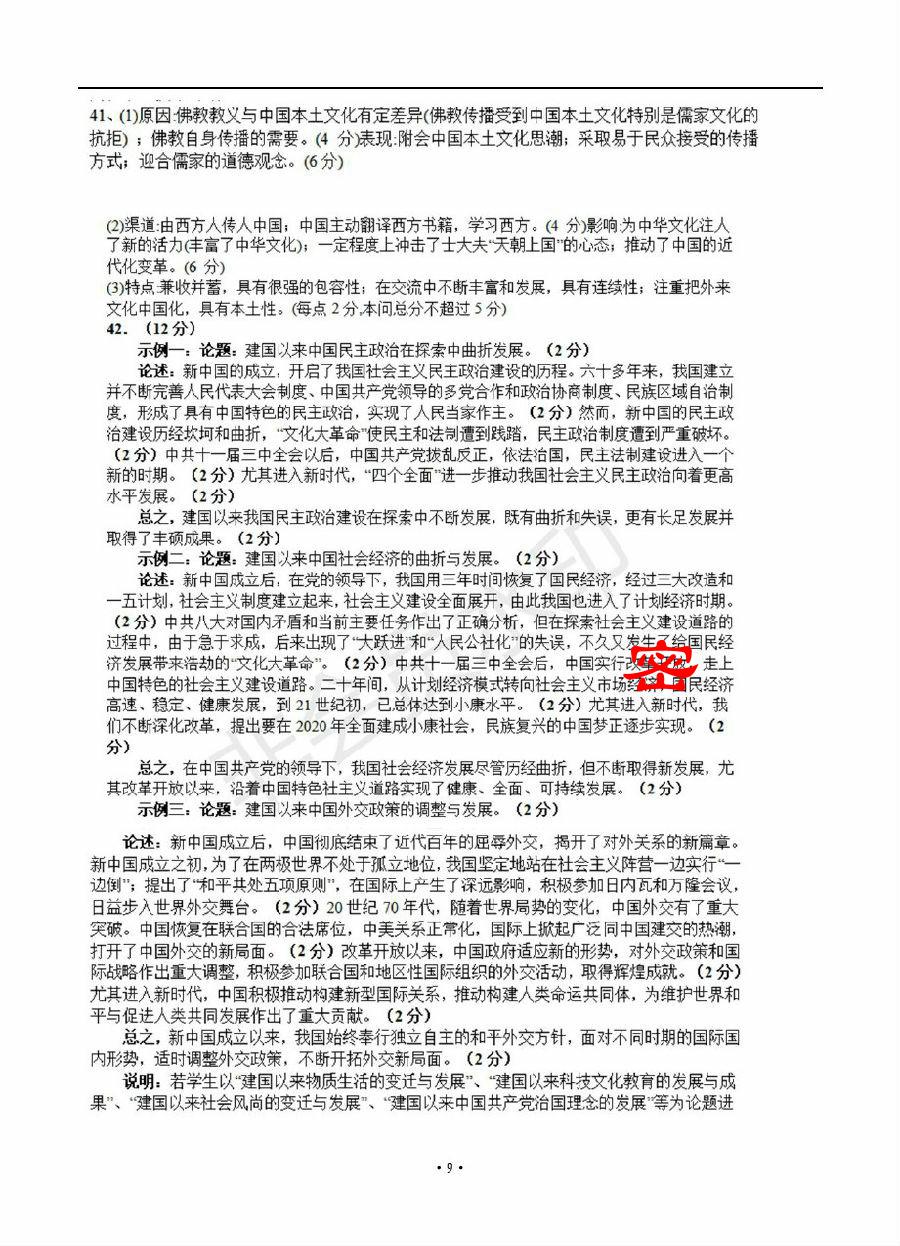 41、(1)原因:佛教教义与中国本土文化有定差异(佛教传播受到中国本土文化特别是儒家文化的
抗拒)；佛教自身传播的需要。(4 分)表现:附会中国本土文化思潮；采取易于民众接受的传播
方式；迎合儒家的道德观念。(6分)
(2)渠道:由西方人传人中国；中国主动翻译西方书籍，学习西方。(4 分)影响:为中华文化注人
了新的活力(丰富了中华文化)；一定程度上冲击了士大夫“天朝上国”的心态；推动了中国的近
代化变革。(6 分)
(3)特点:兼收并蓄，具有很强的包容性；在交流中不断丰富和发展，具有连续性；注重把外来
文化中国化，具有本土性。(每点 2分,本问总分不超过 5分)
42．（12分）
示例一：论题：建国以来中国民主政治在探索中曲折发展。（2分）
论述：新中国的成立，开启了我国社会主义民主政治建设的历程。六十多年来，我国建立
并不断完善人民代表大会制度、中国共产党领导的多党合作和政治协商制度、民族区域自治制
度，形成了具有中国特色的民主政治，实现了人民当家作主。（2分）然而，新中国的民主政
治建设历经坎坷和曲折，“文化大革命”使民主和法制遭到践踏，民主政治制度遭到严重破坏。
（2分）中共十一届三中全会以后，中国共产党拨乱反正，依法治国，民主法制建设进入一个
新的时期。（2分）尤其进入新时代，“四个全面”进一步推动我国社会主义民主政治向着更高
水平发展。（2分）
总之，建国以来我国民主政治建设在探索中不断发展，既有曲折和失误，更有长足发展并
取得了丰硕成果。（2分）
示例二：论题：建国以来中国社会经济的曲折与发展。（2分）
论述：新中国成立后，在党的领导下，我国用三年时间恢复了国民经济，经过三大改造和
一五计划，社会主义制度建立起来，社会主义建设全面展开，由此我国也进入了计划经济时期。
（2分）中共八大对国内矛盾和当前主要任务作出了正确分析，但在探索社会主义建设道路的
过程中，由于急于求成，后来出现了“大跃进”和“人民公社化”的失误，不久又发生了给国民经
济发展带来浩劫的“文化大革命”。（2分）中共十一届三中全会后，中国实行改革开放，走上
中国特色的社会主义建设道路。二十年间，从计划经济模式转向社会主义市场经济，国民经济
高速、稳定、健康发展，到21世纪初，已总体达到小康水平。（2分）尤其进入新时代，我
们不断深化改革，提出要在2020年全面建成小康社会，民族复兴的中国梦正逐步实现。（2
分）
总之，在中国共产党的领导下，我国社会经济发展尽管历经曲折，但不断取得新发展，尤
其改革开放以来，沿着中国特色社主义道路实现了健康、全面、可持续发展。（2分）
示例三：论题：建国以来中国外交政策的调整与发展。（2分）
论述：新中国成立后，中国彻底结束了近代百年的屈辱外交，揭开了对外关系的新篇章。
新中国成立之初，为了在两极世界不处于孤立地位，我国坚定地站在社会主义阵营一边实行“一
边倒”；提出了“和平共处五项原则”，在国际上产生了深远影响，积极参加日内瓦和万隆会议，
日益步入世界外交舞台。（2分）20世纪70年代，随着世界局势的变化，中国外交有了重大
突破。中国恢复在联合国的合法席位，中美关系正常化，国际上掀起广泛同中国建交的热潮，
打开了中国外交的新局面。（2分）改革开放以来，中国政府适应新的形势，对外交政策和国
际战略作出重大调整，积极参加联合国和地区性国际组织的外交活动，取得辉煌成就。（2分）
尤其进入新时代，中国积极推动构建新型国际关系，推动构建人类命运共同体，为维护世界和
平与促进人类共同发展作出了重大贡献。（2分）
总之，新中国成立以来，我国始终奉行独立自主的和平外交方针，面对不同时期的国际国
内形势，适时调整外交政策，不断开拓外交新局面。（2分）
说明：若学生以“建国以来物质生活的变迁与发展”、“建国以来科技文化教育的发展与成
果”、“建国以来社会风尚的变迁与发展”、“建国以来中国共产党治国理念的发展”等为论题进
密
·9·